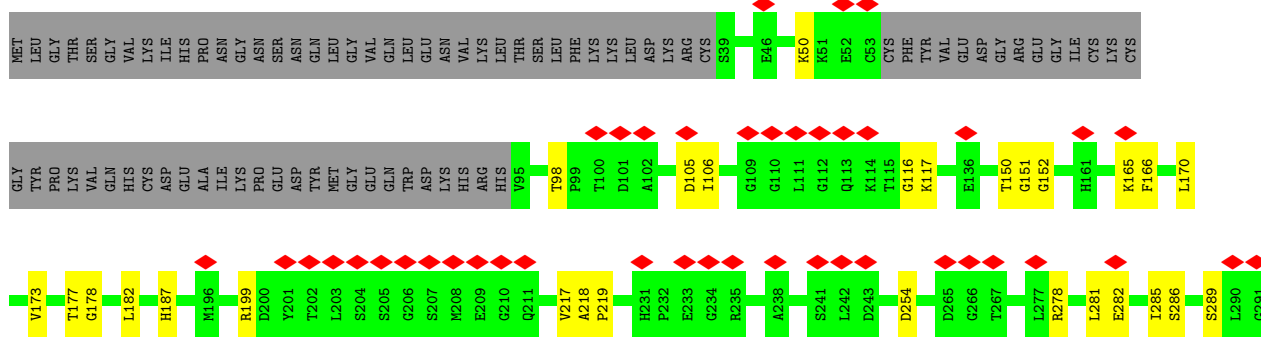 MET LEU GLY THR SER GLY VAL LYS ILE HIS PRO ASN GLY ASN SER ASN GLN LEU GLY VAL GLN LEU GLU ASN VAL LYS LEU THR SER LEU PHE LYS LYS LEU ASP LYS ARG CYS S39 E46 K50 K51 E52 C53 CYS PHE TYR VAL GLU ASP GLY ARG GLU GLY ILE CYS LYS CYS
GLY TYR PRO LYS VAL GLN HIS CYS ASP GLU ALA ILE LYS PRO GLU ASP TYR MET GLY GLU GLN TRP ASP LYS HIS ARG HIS V95 T98 P99 T100 D101 A102 D105 I106 G109 G110 L111 G112 Q113 K114 T115 G116 K117 E136 T150 G151 G152 H161 K165 F166 L170
V173 T177 G178 L182 H187 M196 R199 D200 Y201 T202 L203 S204 S205 G206 S207 M208 E209 G210 Q211 V217 A218 P219 H231 P232 E233 G234 R235 A238 S241 L242 D243 D254 D265 G266 T267 L277 R278 L281 E282 I285 S286 S289 L290 G291